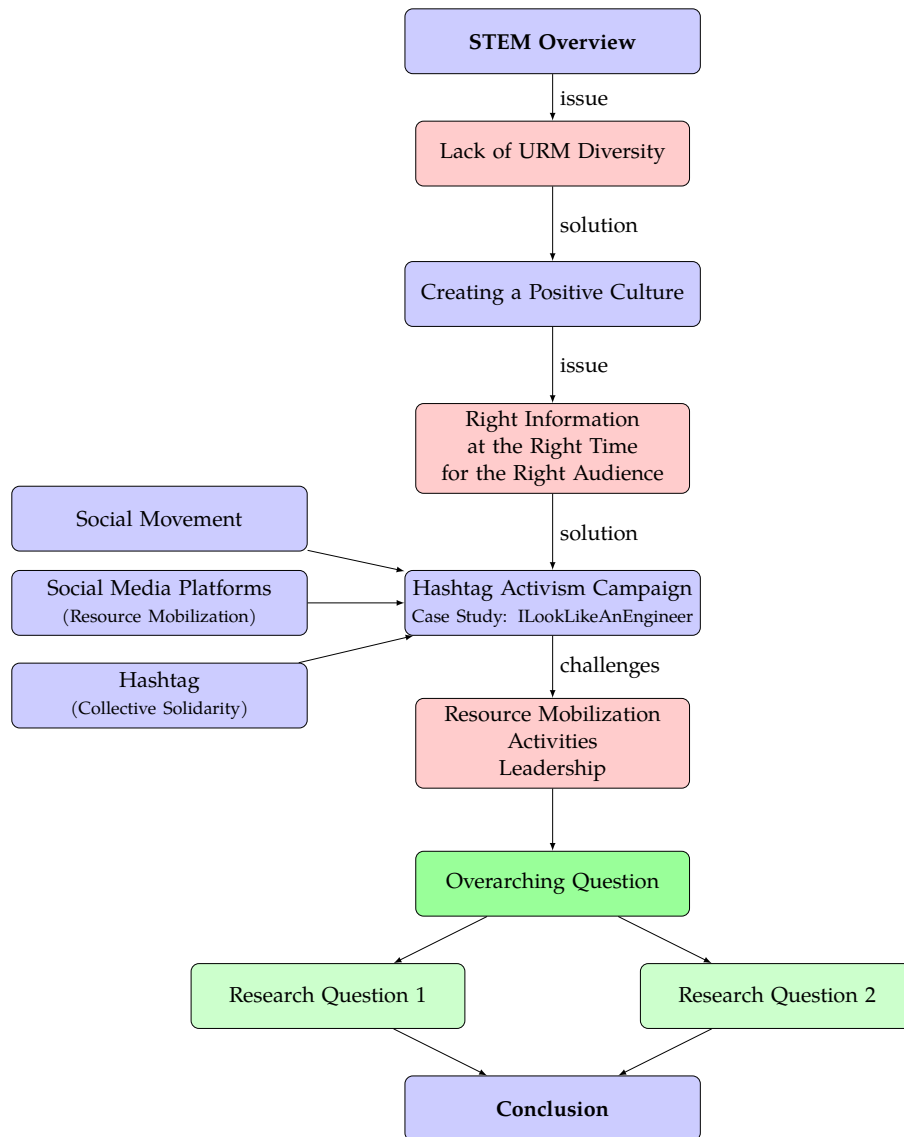 STEM Overview
issue
Lack of URM Diversity
solution
Creating a Positive Culture
issue
Right Information
at the Right Time
for the Right Audience
solution
Social Movement
Social Media Platforms
(Resource Mobilization)
Hashtag
(Collective Solidarity)
Hashtag Activism Campaign
Case Study: ILookLikeAnEngineer
challenges
Resource Mobilization
Activities
Leadership
Overarching Question
Research Question 1
Research Question 2
Conclusion